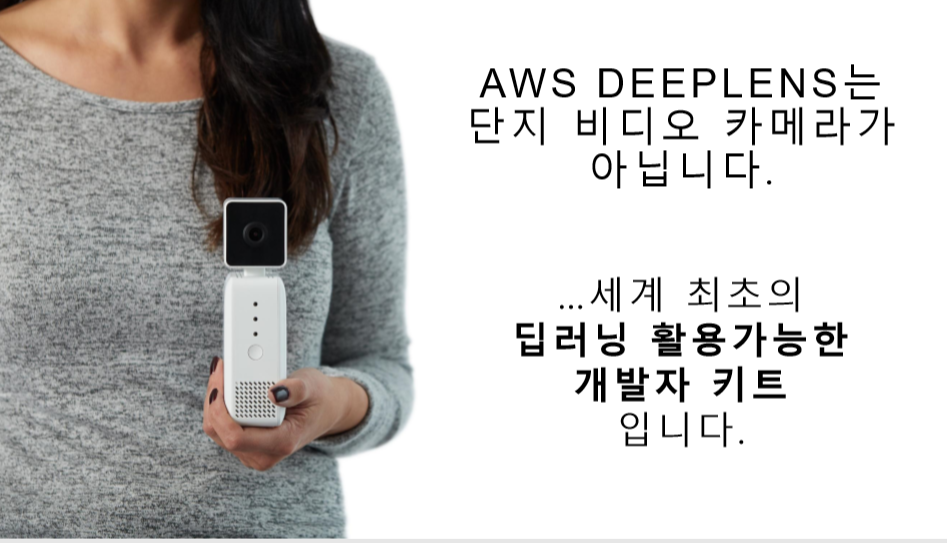 AWS DEEPLENS는
단지 비디오 카메라가
아닙니다.
...세계 최초의
딥러닝 활용가능한
개발자 키트
입니다.